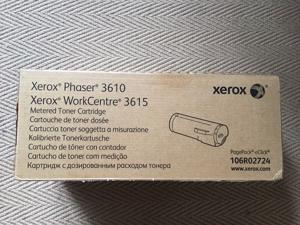 Xerox® Phaser® 3610
Xerox® WorkCentre® 3615
Metered Toner Cartridge
Cartouche de toner dosée
Cartuccia toner soggetta a misurazione
Kalibrierte Tonerkartusche
Cartucho de tóner con contador
Cartucho de toner com medição
Картридж с дозированным расходом тонера
xerox
PagePack • eClick®
106R02724
www.xerox.com